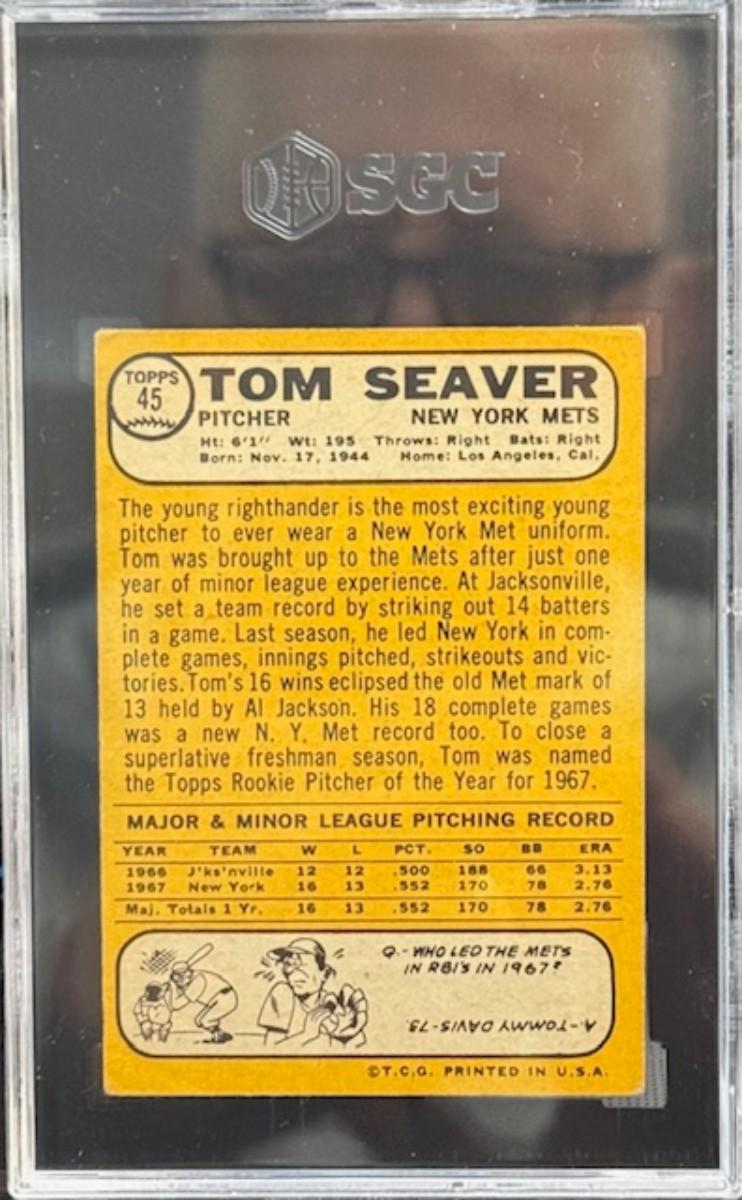 SGC
TOPPS
45
TOM SEAVER
PITCHER NEW YORK METS
Ht: 6'1" Wt: 195 Throws: Right Bats: Right
Born: Nov. 17, 1944 Home: Los Angeles, Cal.
The young righthander is the most exciting young
pitcher to ever wear a New York Met uniform.
Tom was brought up to the Mets after just one
year of minor league experience. At Jacksonville,
he set a team record by striking out 14 batters
in a game. Last season, he led New York in com-
plete games, innings pitched, strikeouts and vic-
tories. Tom's 16 wins eclipsed the old Met mark of
13 held by Al Jackson. His 18 complete games
was a new N. Y. Met record too. To close a
superlative freshman season, Tom was named
the Topps Rookie Pitcher of the Year for 1967.
MAJOR & MINOR LEAGUE PITCHING RECORD
YEAR TEAM W L PCT. SO BB ERA
1966 J'ks'nville 12 12 .500 188 66 3.13
1967 New York 16 13 .552 170 78 2.76
Maj. Totals 1 Yr. 16 13 .552 170 78 2.76
Q.-WHO LED THE METS
IN RBI'S IN 1967?
A-TOMMY DAVIS-73.
©T.C.G. PRINTED IN U.S.A.